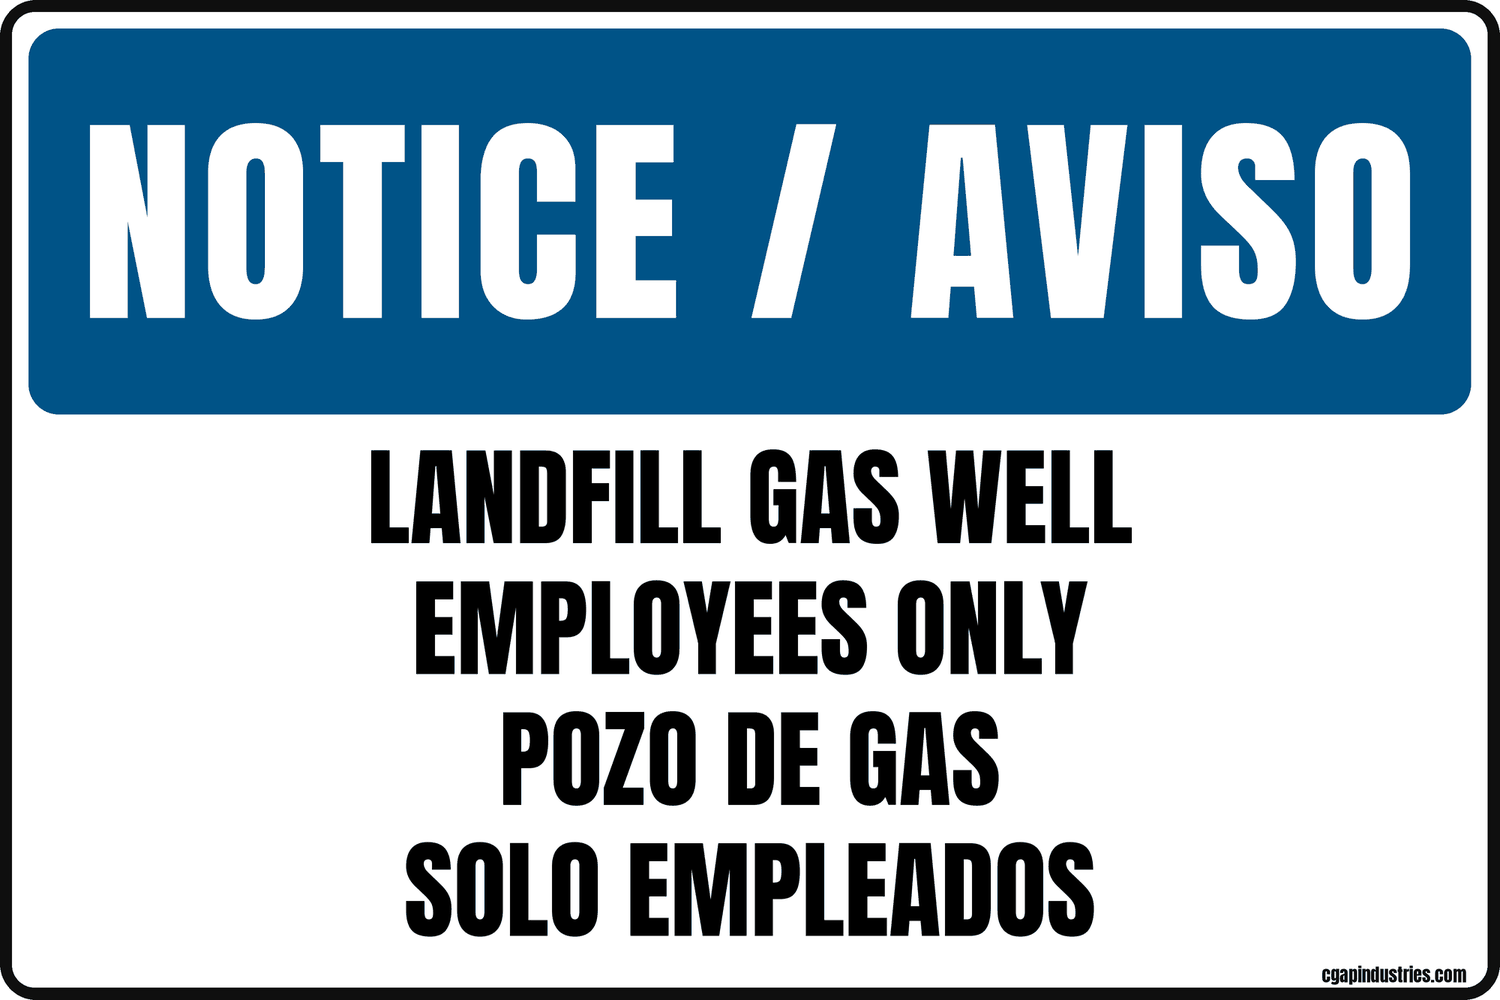 NOTICE / AVISO
LANDFILL GAS WELL
EMPLOYEES ONLY
POZO DE GAS
SOLO EMPLEADOS
cgapindustries.com